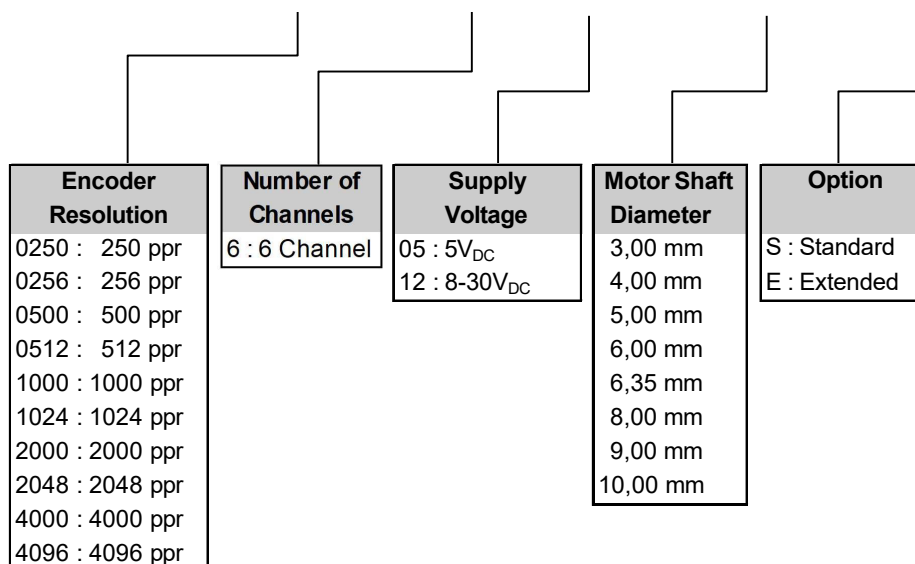 Encoder
Resolution
0250 : 250 ppr
0256 : 256 ppr
0500 : 500 ppr
0512 : 512 ppr
1000 : 1000 ppr
1024 : 1024 ppr
2000 : 2000 ppr
2048 : 2048 ppr
4000 : 4000 ppr
4096 : 4096 ppr
Number of
Channels
6 : 6 Channel
Supply
Voltage
05 : 5VDC
12 : 8-30VDC
Motor Shaft
Diameter
3,00 mm
4,00 mm
5,00 mm
6,00 mm
6,35 mm
8,00 mm
9,00 mm
10,00 mm
Option
S : Standard
E : Extended